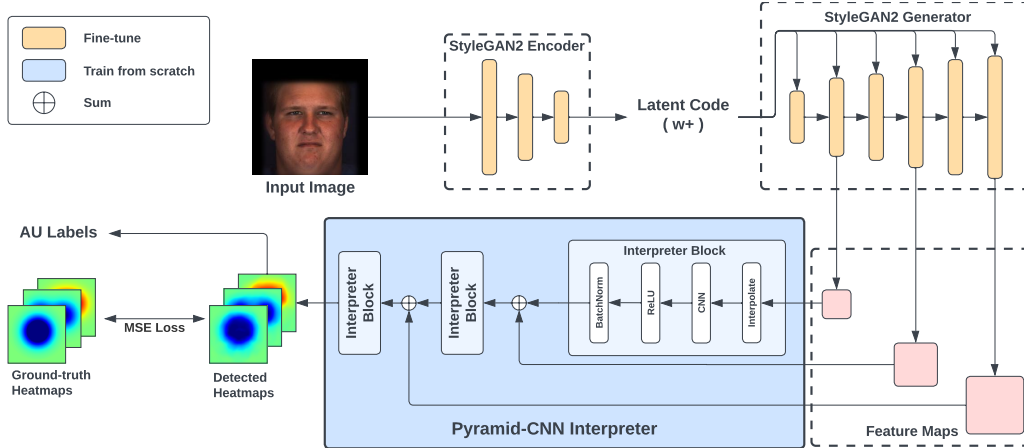 Fine-tune
Train from scratch
Sum
StyleGAN2 Encoder
StyleGAN2 Generator
Latent Code
( w+ )
Input Image
AU Labels
Interpreter Block
Interpreter
Block
Interpreter
Block
BatchNorm
ReLU
CNN
Interpolate
MSE Loss
Ground-truth
Heatmaps
Detected
Heatmaps
Pyramid-CNN Interpreter
Feature Maps